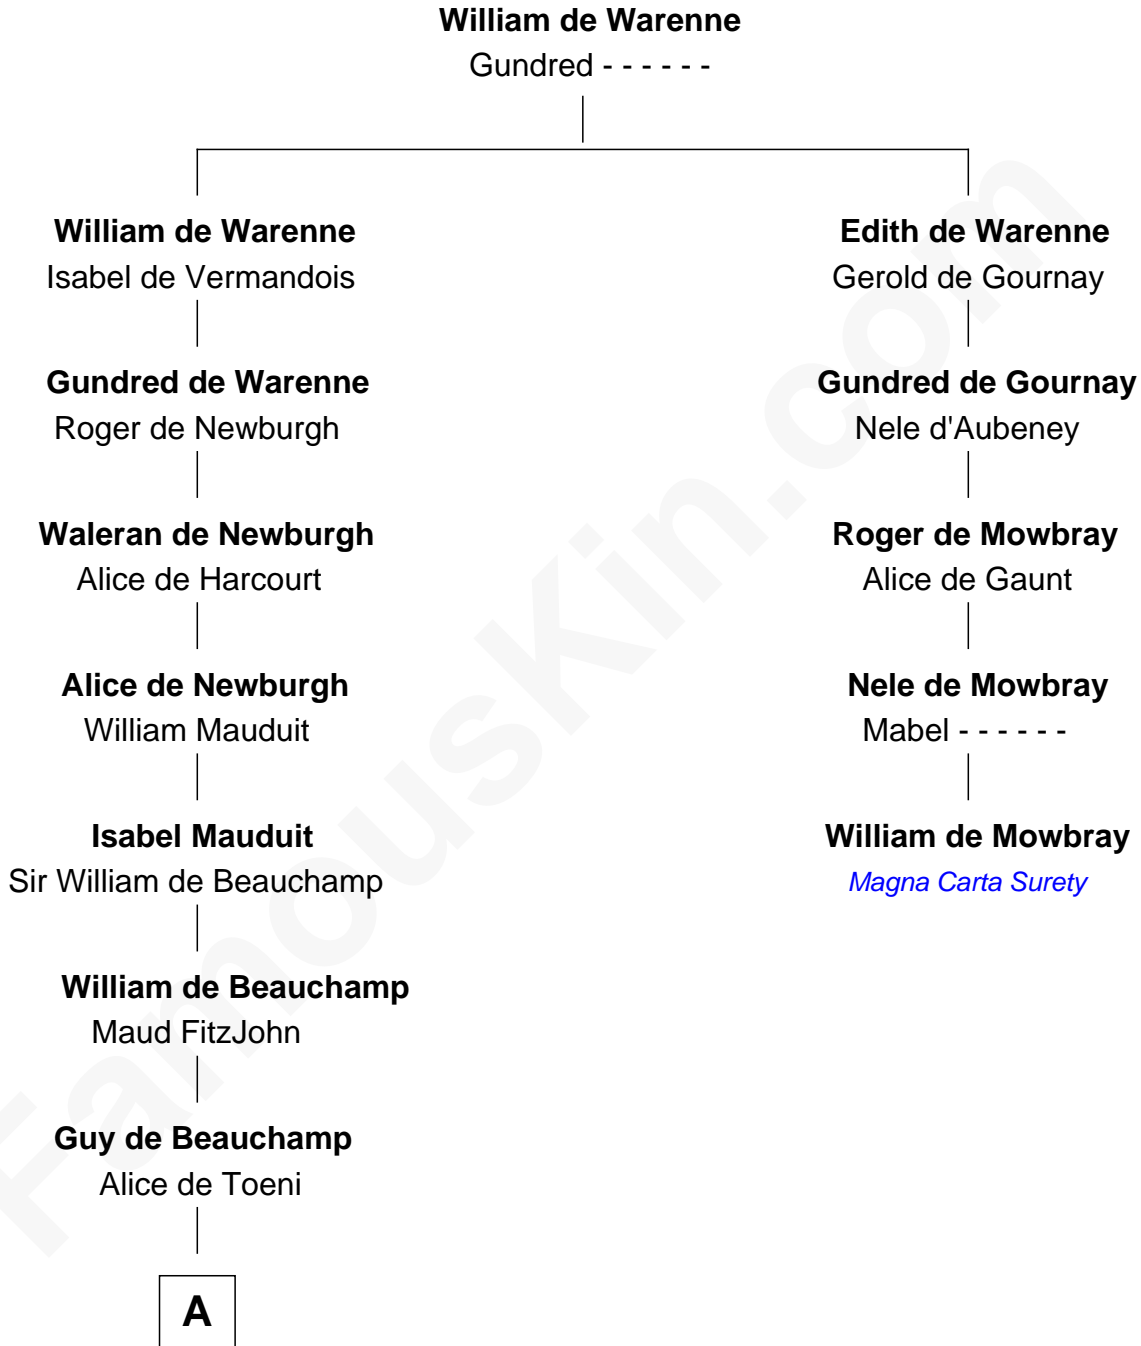 William de Warenne
Gundred - - - - - -
William de Warenne
Isabel de Vermandois
Gundred de Warenne
Roger de Newburgh
Waleran de Newburgh
Alice de Harcourt
Alice de Newburgh
William Mauduit
Isabel Mauduit
Sir William de Beauchamp
William de Beauchamp
Maud FitzJohn
Guy de Beauchamp
Alice de Toeni
A
Edith de Warenne
Gerold de Gournay
Gundred de Gournay
Nele d'Aubeney
Roger de Mowbray
Alice de Gaunt
Nele de Mowbray
Mabel - - - - - -
William de Mowbray
Magna Carta Surety
FamousKin.com